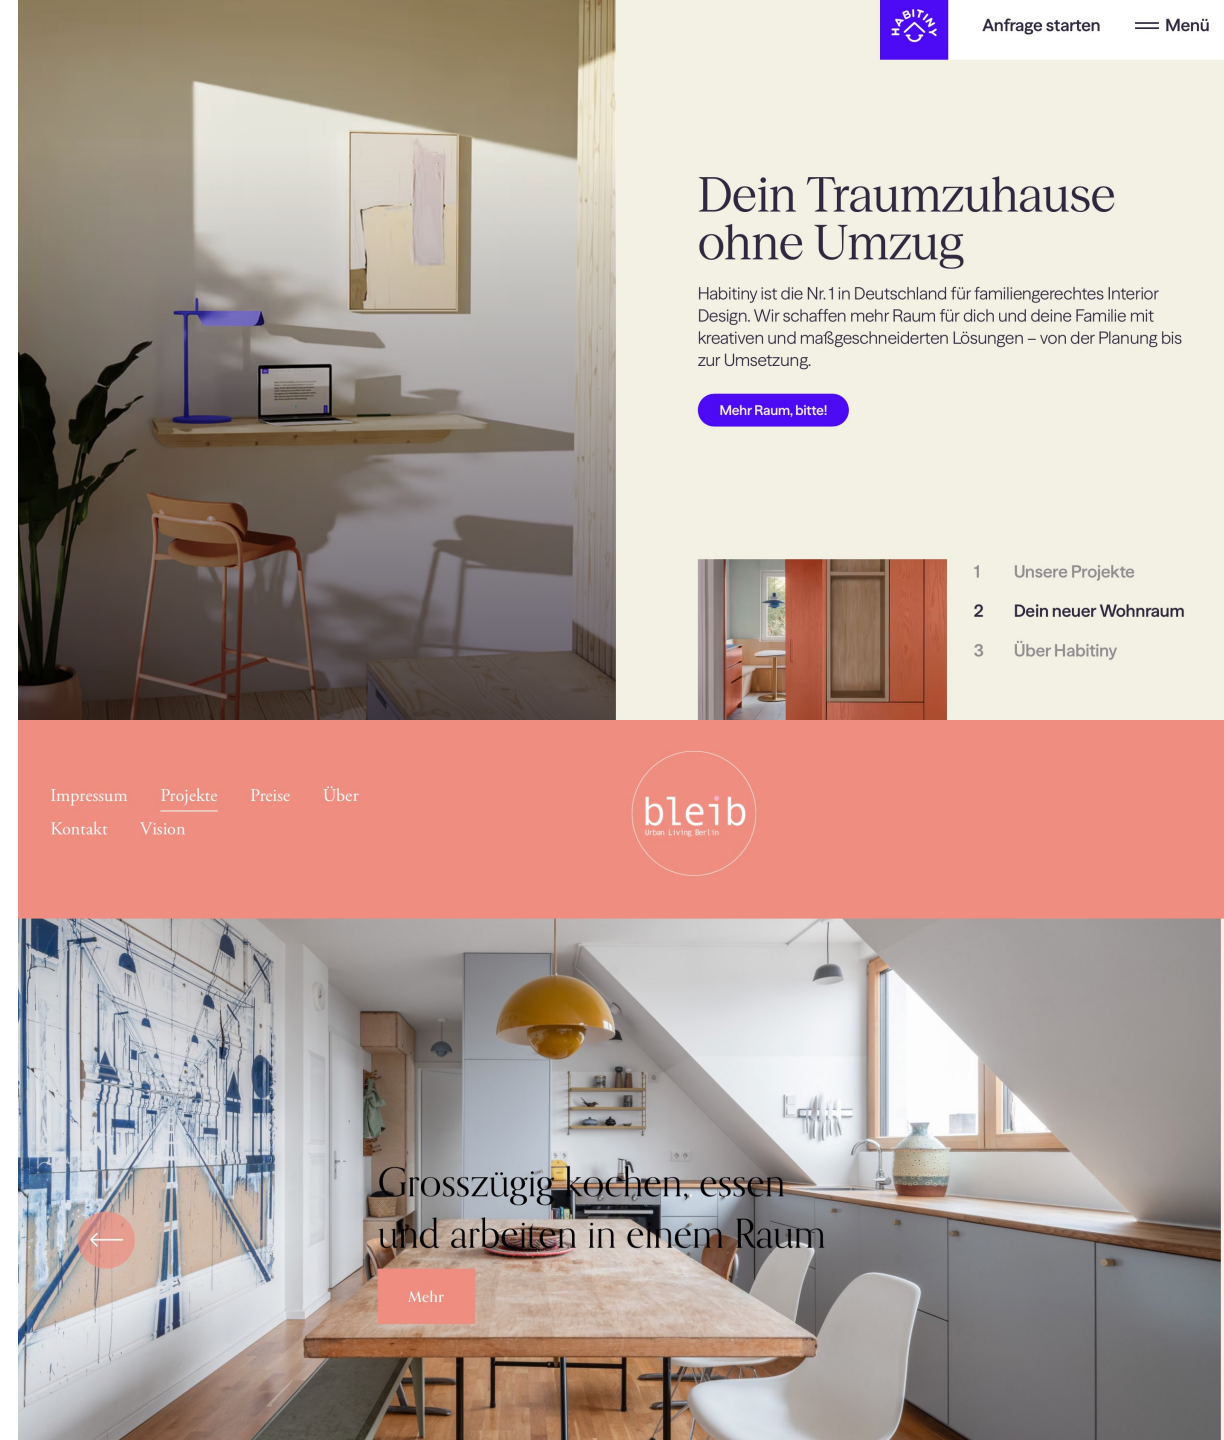 HABITINY
Anfrage starten
Menü
Dein Traumzuhause
ohne Umzug
Habitiny ist die Nr. 1 in Deutschland für familiengerechtes Interior
Design. Wir schaffen mehr Raum für dich und deine Familie mit
kreativen und maßgeschneiderten Lösungen – von der Planung bis
zur Umsetzung.
Mehr Raum, bitte!
1 Unsere Projekte
2 Dein neuer Wohnraum
3 Über Habitiny
Impressum Projekte Preise Über
Kontakt Vision
bleib
Urban Living Berlin
Grosszügig kochen, essen
und arbeiten in einem Raum
Mehr